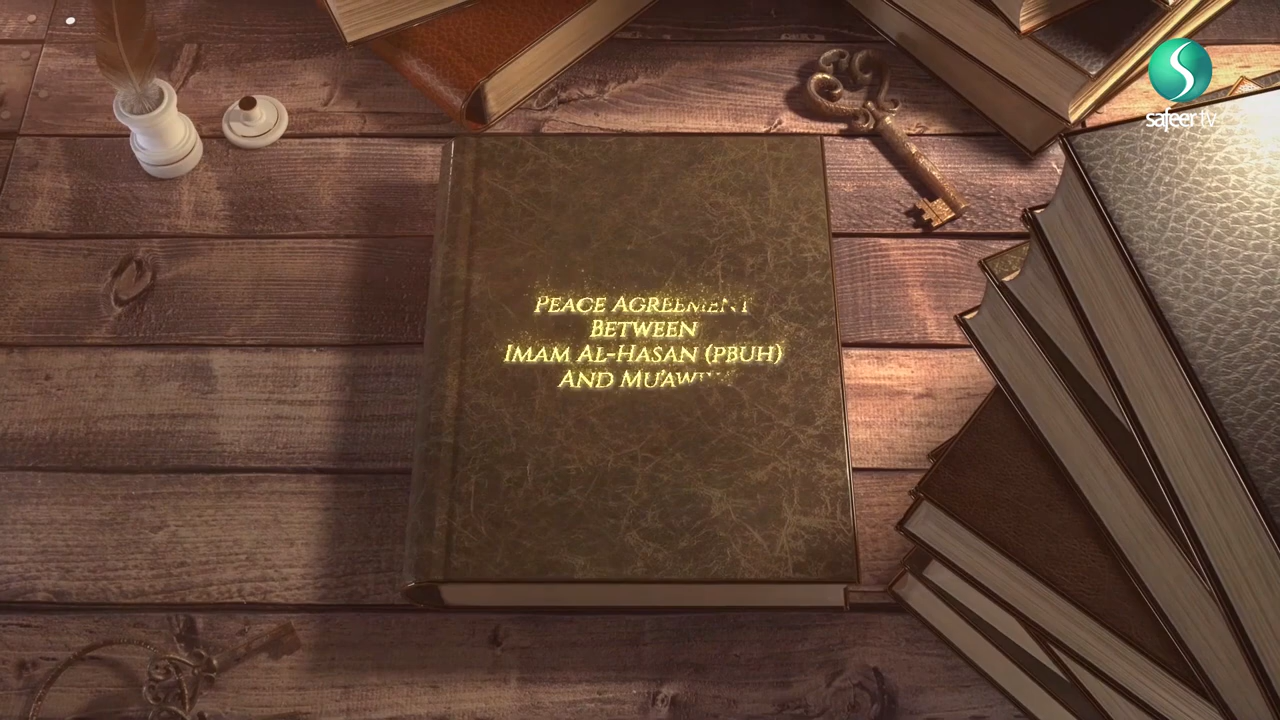 safeer tv
Peace Agreement
Between
Imam Al-Hasan (pbuh)
And